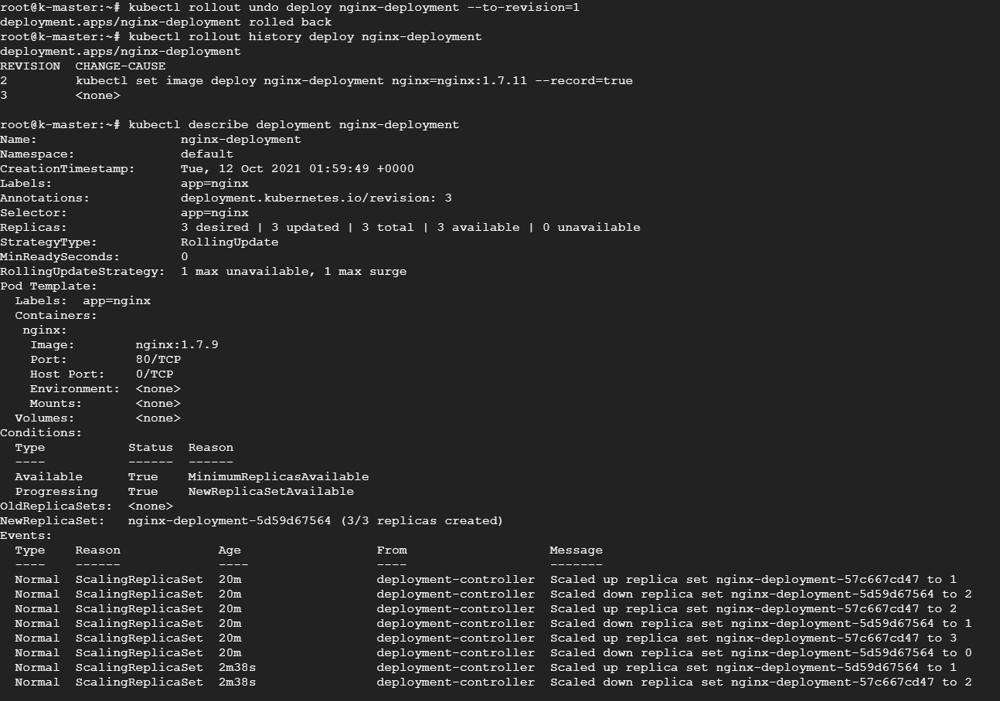 root@k-master:~# kubectl rollout undo deploy nginx-deployment --to-revision=1
deployment.apps/nginx-deployment rolled back
root@k-master:~# kubectl rollout history deploy nginx-deployment
deployment.apps/nginx-deployment
REVISION  CHANGE-CAUSE
2         kubectl set image deploy nginx-deployment nginx=nginx:1.7.11 --record=true
3         <none>

root@k-master:~# kubectl describe deployment nginx-deployment
Name:                   nginx-deployment
Namespace:              default
CreationTimestamp:      Tue, 12 Oct 2021 01:59:49 +0000
Labels:                 app=nginx
Annotations:            deployment.kubernetes.io/revision: 3
Selector:               app=nginx
Replicas:               3 desired | 3 updated | 3 total | 3 available | 0 unavailable
StrategyType:           RollingUpdate
MinReadySeconds:        0
RollingUpdateStrategy:  1 max unavailable, 1 max surge
Pod Template:
  Labels:  app=nginx
  Containers:
   nginx:
    Image:        nginx:1.7.9
    Port:         80/TCP
    Host Port:    0/TCP
    Environment:  <none>
    Mounts:       <none>
  Volumes:        <none>
Conditions:
  Type           Status  Reason
  ----           ------  ------
  Available      True    MinimumReplicasAvailable
  Progressing    True    NewReplicaSetAvailable
OldReplicaSets:  <none>
NewReplicaSet:   nginx-deployment-5d59d67564 (3/3 replicas created)
Events:
  Type    Reason             Age                  From                   Message
  ----    ------             ----                 ----                   -------
  Normal  ScalingReplicaSet  20m                  deployment-controller  Scaled up replica set nginx-deployment-57c667cd47 to 1
  Normal  ScalingReplicaSet  20m                  deployment-controller  Scaled down replica set nginx-deployment-5d59d67564 to 2
  Normal  ScalingReplicaSet  20m                  deployment-controller  Scaled up replica set nginx-deployment-57c667cd47 to 2
  Normal  ScalingReplicaSet  20m                  deployment-controller  Scaled down replica set nginx-deployment-5d59d67564 to 1
  Normal  ScalingReplicaSet  20m                  deployment-controller  Scaled up replica set nginx-deployment-57c667cd47 to 3
  Normal  ScalingReplicaSet  20m                  deployment-controller  Scaled down replica set nginx-deployment-5d59d67564 to 0
  Normal  ScalingReplicaSet  2m38s                deployment-controller  Scaled up replica set nginx-deployment-5d59d67564 to 1
  Normal  ScalingReplicaSet  2m38s                deployment-controller  Scaled down replica set nginx-deployment-57c667cd47 to 2